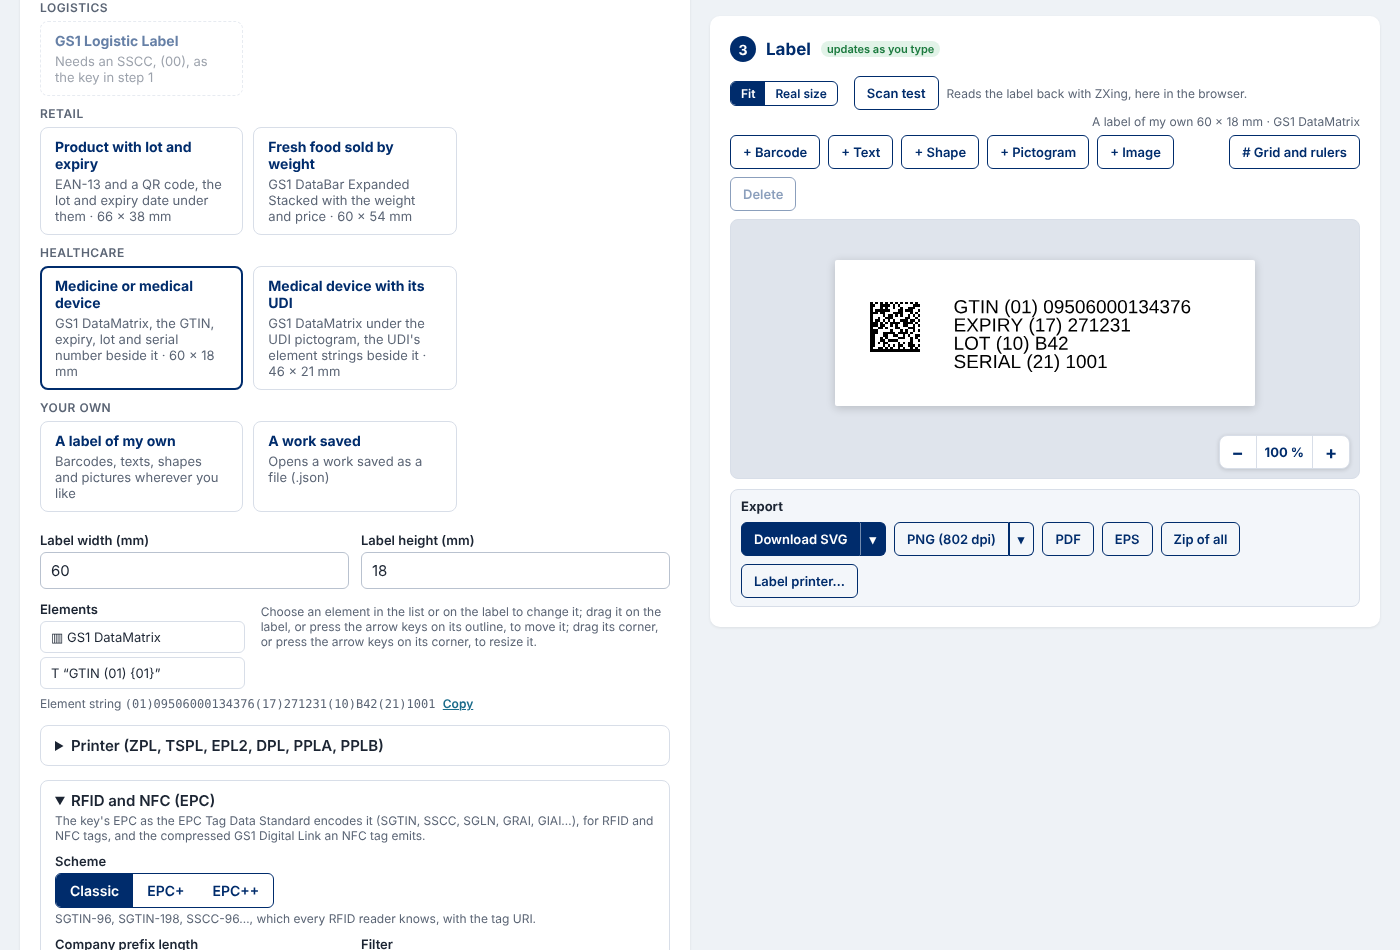 LOGISTICS
GS1 Logistic Label
Needs an SSCC, (00), as
the key in step 1
RETAIL
Product with lot and
expiry
EAN-13 and a QR code, the
lot and expiry date under
them · 66 × 38 mm
Fresh food sold by
weight
GS1 DataBar Expanded
Stacked with the weight
and price · 60 × 54 mm
HEALTHCARE
Medicine or medical
device
GS1 DataMatrix, the GTIN,
expiry, lot and serial
number beside it · 60 × 18
mm
Medical device with its
UDI
GS1 DataMatrix under the
UDI pictogram, the UDI's
element strings beside it ·
46 × 21 mm
YOUR OWN
A label of my own
Barcodes, texts, shapes
and pictures wherever you
like
A work saved
Opens a work saved as a
file (.json)
Label width (mm)
60
Label height (mm)
18
Elements
▥ GS1 DataMatrix
T “GTIN (01) {01}”
Choose an element in the list or on the label to change it; drag it on the
label, or press the arrow keys on its outline, to move it; drag its corner,
or press the arrow keys on its corner, to resize it.
Element string (01)09506000134376(17)271231(10)B42(21)1001 Copy
▶ Printer (ZPL, TSPL, EPL2, DPL, PPLA, PPLB)
▼ RFID and NFC (EPC)
The key's EPC as the EPC Tag Data Standard encodes it (SGTIN, SSCC, SGLN, GRAI, GIAI…), for RFID and
NFC tags, and the compressed GS1 Digital Link an NFC tag emits.
Scheme
Classic EPC+ EPC++
SGTIN-96, SGTIN-198, SSCC-96…, which every RFID reader knows, with the tag URI.
Company prefix length
Filter
3 Label updates as you type
Fit Real size Scan test Reads the label back with ZXing, here in the browser.
A label of my own 60 × 18 mm · GS1 DataMatrix
+ Barcode + Text + Shape + Pictogram + Image # Grid and rulers
Delete
GTIN (01) 09506000134376
EXPIRY (17) 271231
LOT (10) B42
SERIAL (21) 1001
− 100 % +
Export
Download SVG ▼ PNG (802 dpi) ▼ PDF EPS Zip of all
Label printer…